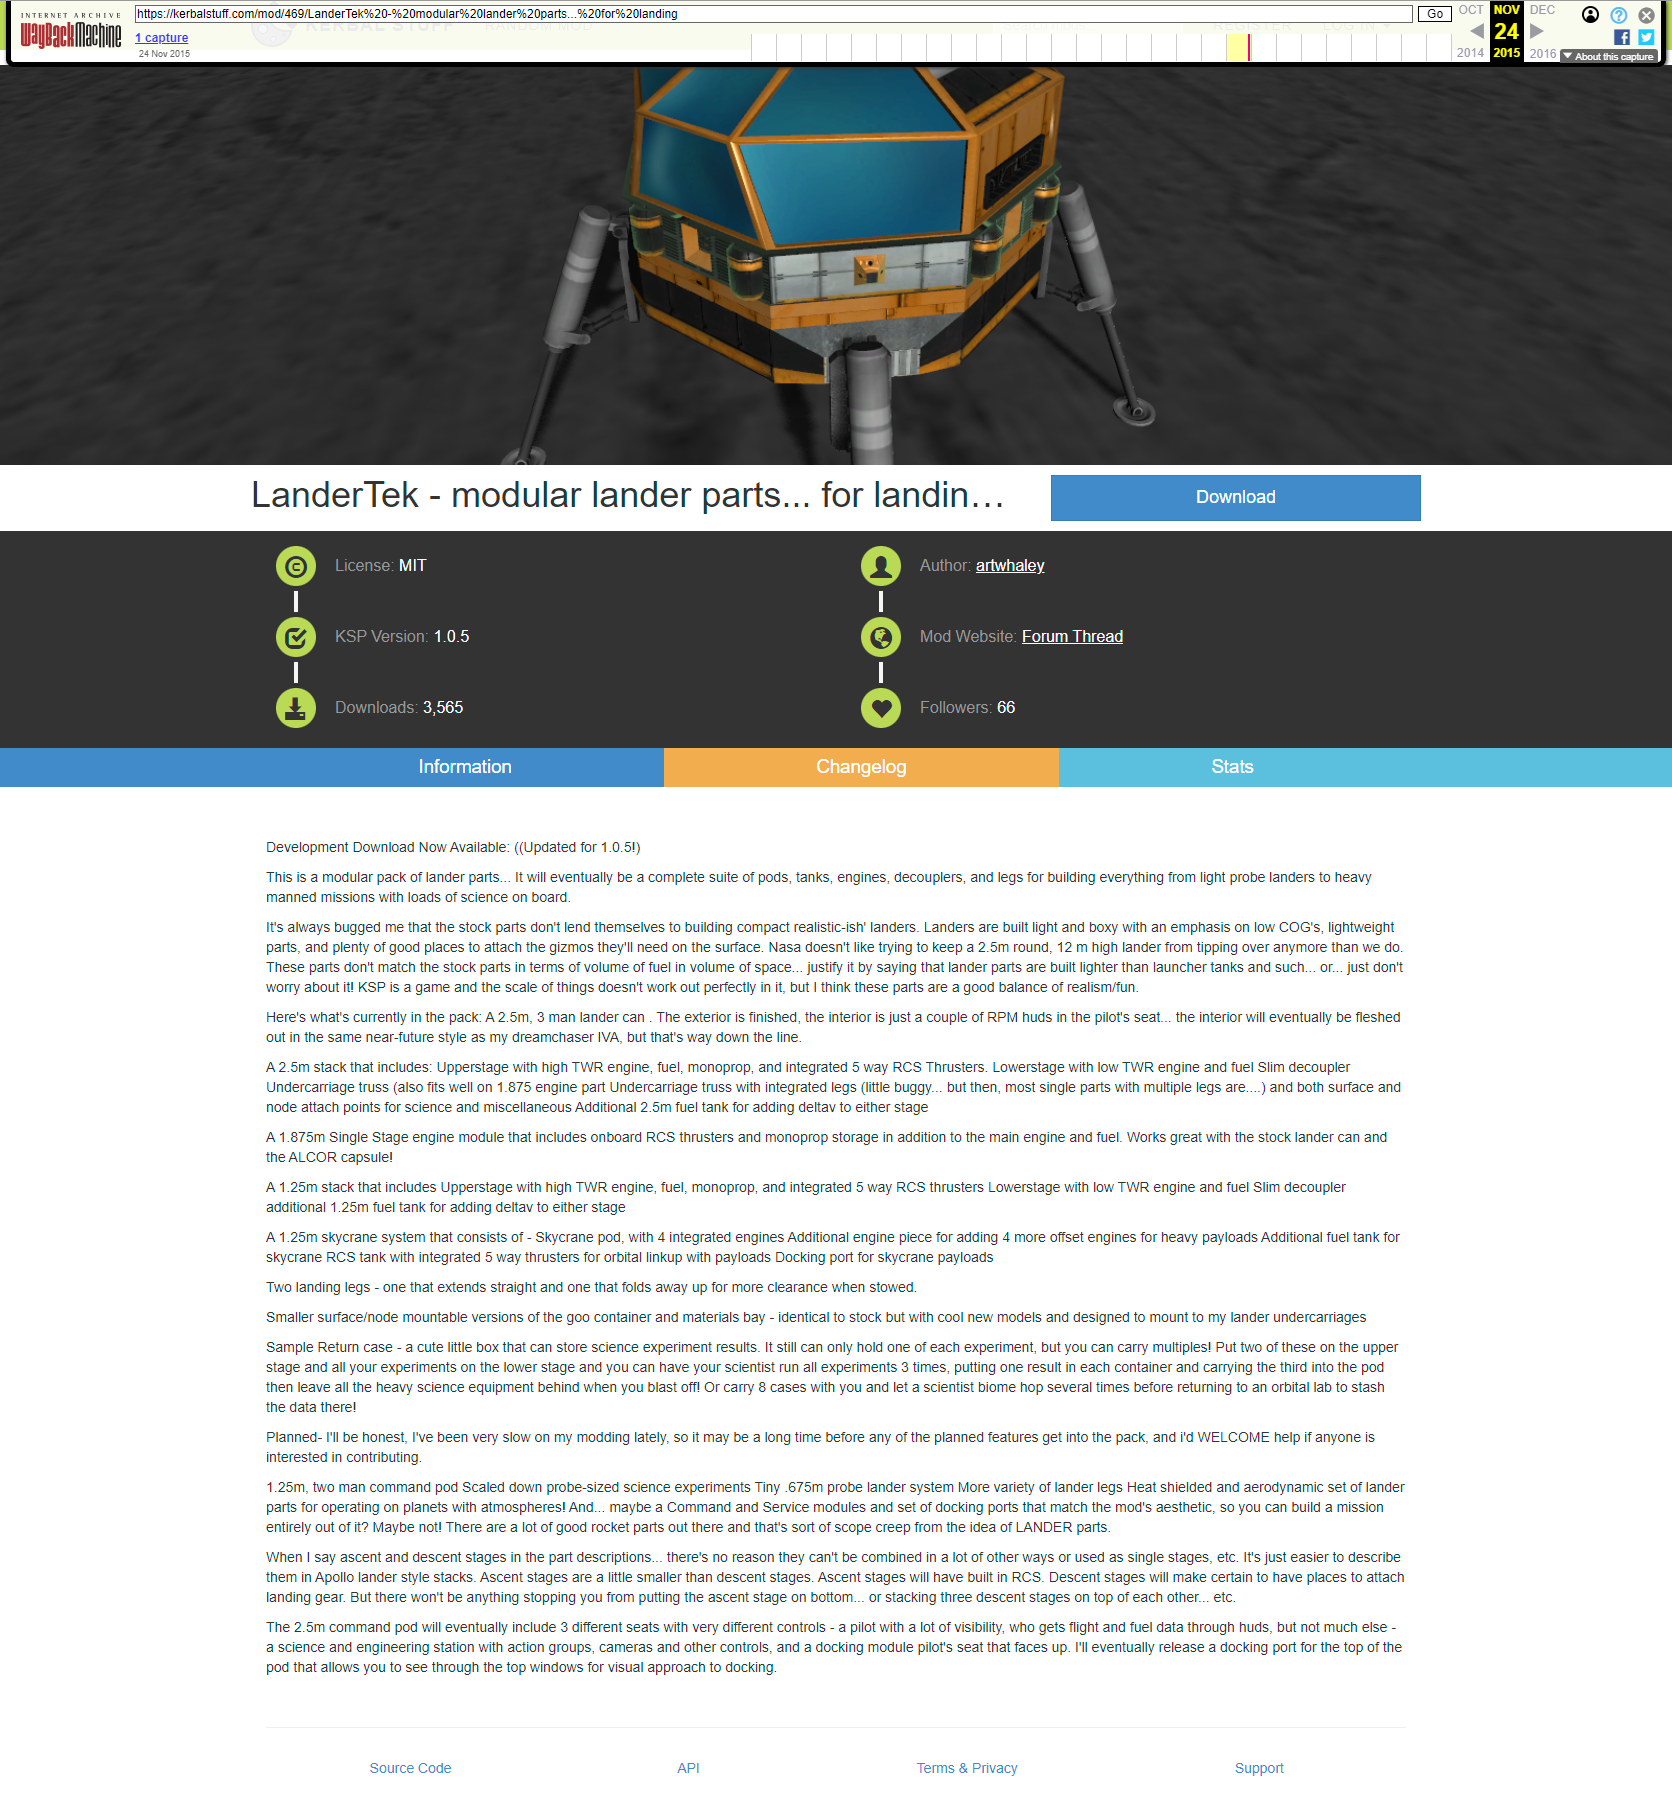 INTERNET ARCHIVE
WayBackMachine
https://kerbalstuff.com/mod/469/LanderTek%20-%20modular%20lander%20parts...%20for%20landing
Go
OCT
NOV
DEC
1 capture
24
24 Nov 2015
2014
2015
2016
About this capture
KERBAL STUFF
RANDOM MOD
REGISTER
LOG IN
LanderTek - modular lander parts... for landin…
Download
License: MIT
Author: artwhaley
KSP Version: 1.0.5
Mod Website: Forum Thread
Downloads: 3,565
Followers: 66
Information
Changelog
Stats
Development Download Now Available: ((Updated for 1.0.5!)
This is a modular pack of lander parts... It will eventually be a complete suite of pods, tanks, engines, decouplers, and legs for building everything from light probe landers to heavy
manned missions with loads of science on board.
It's always bugged me that the stock parts don't lend themselves to building compact realistic-ish' landers. Landers are built light and boxy with an emphasis on low COG's, lightweight
parts, and plenty of good places to attach the gizmos they'll need on the surface. Nasa doesn't like trying to keep a 2.5m round, 12 m high lander from tipping over anymore than we do.
These parts don't match the stock parts in terms of volume of fuel in volume of space... justify it by saying that lander parts are built lighter than launcher tanks and such... or... just don't
worry about it! KSP is a game and the scale of things doesn't work out perfectly in it, but I think these parts are a good balance of realism/fun.
Here's what's currently in the pack: A 2.5m, 3 man lander can . The exterior is finished, the interior is just a couple of RPM huds in the pilot's seat... the interior will eventually be fleshed
out in the same near-future style as my dreamchaser IVA, but that's way down the line.
A 2.5m stack that includes: Upperstage with high TWR engine, fuel, monoprop, and integrated 5 way RCS Thrusters. Lowerstage with low TWR engine and fuel Slim decoupler
Undercarriage truss (also fits well on 1.875 engine part Undercarriage truss with integrated legs (little buggy... but then, most single parts with multiple legs are....) and both surface and
node attach points for science and miscellaneous Additional 2.5m fuel tank for adding deltav to either stage
A 1.875m Single Stage engine module that includes onboard RCS thrusters and monoprop storage in addition to the main engine and fuel. Works great with the stock lander can and
the ALCOR capsule!
A 1.25m stack that includes Upperstage with high TWR engine, fuel, monoprop, and integrated 5 way RCS thrusters Lowerstage with low TWR engine and fuel Slim decoupler
additional 1.25m fuel tank for adding deltav to either stage
A 1.25m skycrane system that consists of - Skycrane pod, with 4 integrated engines Additional engine piece for adding 4 more offset engines for heavy payloads Additional fuel tank for
skycrane RCS tank with integrated 5 way thrusters for orbital linkup with payloads Docking port for skycrane payloads
Two landing legs - one that extends straight and one that folds away up for more clearance when stowed.
Smaller surface/node mountable versions of the goo container and materials bay - identical to stock but with cool new models and designed to mount to my lander undercarriages
Sample Return case - a cute little box that can store science experiment results. It still can only hold one of each experiment, but you can carry multiples! Put two of these on the upper
stage and all your experiments on the lower stage and you can have your scientist run all experiments 3 times, putting one result in each container and carrying the third into the pod
then leave all the heavy science equipment behind when you blast off! Or carry 8 cases with you and let a scientist biome hop several times before returning to an orbital lab to stash
the data there!
Planned- I'll be honest, I've been very slow on my modding lately, so it may be a long time before any of the planned features get into the pack, and i'd WELCOME help if anyone is
interested in contributing.
1.25m, two man command pod Scaled down probe-sized science experiments Tiny .675m probe lander system More variety of lander legs Heat shielded and aerodynamic set of lander
parts for operating on planets with atmospheres! And... maybe a Command and Service modules and set of docking ports that match the mod's aesthetic, so you can build a mission
entirely out of it? Maybe not! There are a lot of good rocket parts out there and that's sort of scope creep from the idea of LANDER parts.
When I say ascent and descent stages in the part descriptions... there's no reason they can't be combined in a lot of other ways or used as single stages, etc. It's just easier to describe
them in Apollo lander style stacks. Ascent stages are a little smaller than descent stages. Ascent stages will have built in RCS. Descent stages will make certain to have places to attach
landing gear. But there won't be anything stopping you from putting the ascent stage on bottom... or stacking three descent stages on top of each other... etc.
The 2.5m command pod will eventually include 3 different seats with very different controls - a pilot with a lot of visibility, who gets flight and fuel data through huds, but not much else -
a science and engineering station with action groups, cameras and other controls, and a docking module pilot's seat that faces up. I'll eventually release a docking port for the top of the
pod that allows you to see through the top windows for visual approach to docking.
Source Code
API
Terms & Privacy
Support